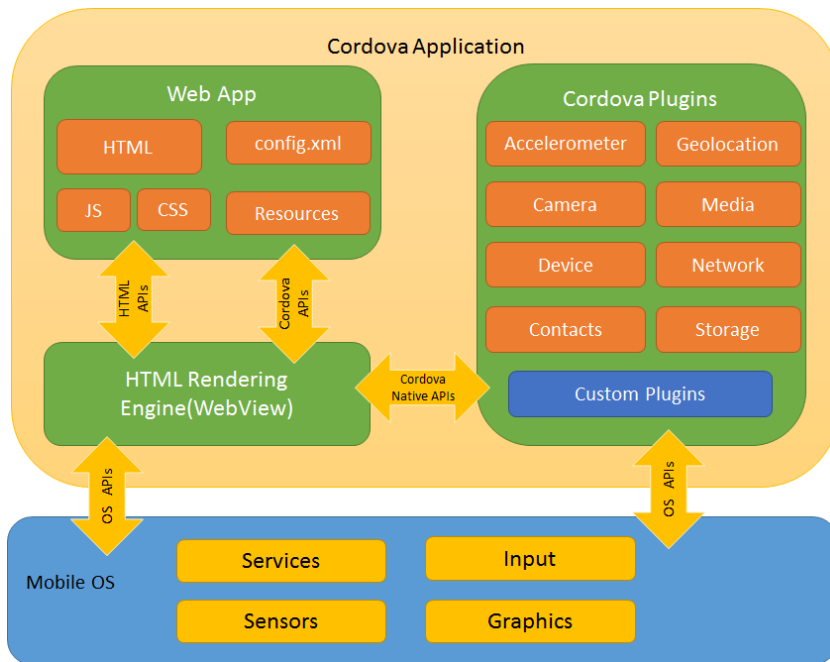 Cordova Application
Web App
HTML
config.xml
JS
CSS
Resources
HTML
APIs
Cordova
APIs
HTML Rendering
Engine(WebView)
Cordova
Native APIs
Cordova Plugins
Accelerometer
Geolocation
Camera
Media
Device
Network
Contacts
Storage
Custom Plugins
OS APIs
OS APIs
Mobile OS
Services
Input
Sensors
Graphics